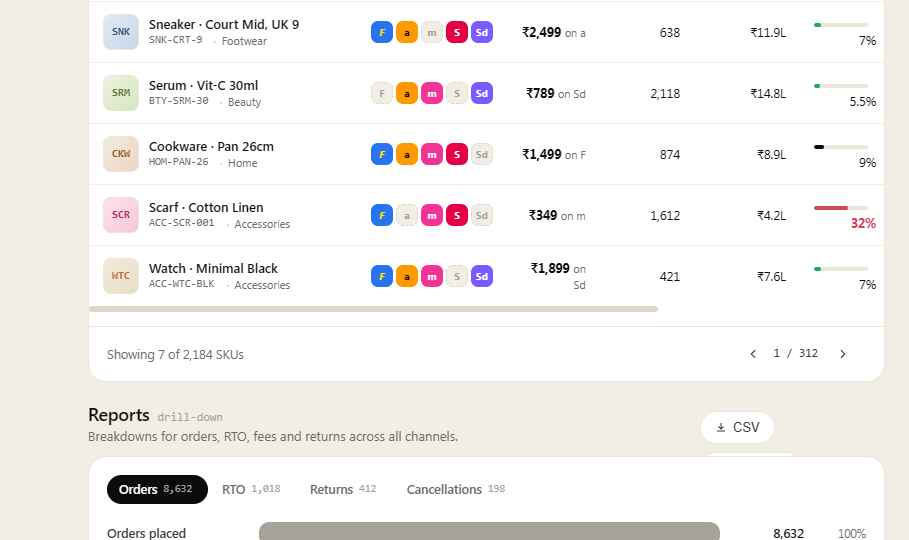 SNK Sneaker · Court Mid, UK 9 F a m S Sd ₹2,499 on a 638 ₹11.9L 7%
SNK-CRT-9 · Footwear
SRM Serum · Vit-C 30ml F a m S Sd ₹789 on Sd 2,118 ₹14.8L 5.5%
BTY-SRM-30 · Beauty
CKW Cookware · Pan 26cm F a m S Sd ₹1,499 on F 874 ₹8.9L 9%
HOM-PAN-26 · Home
SCR Scarf · Cotton Linen F a m S Sd ₹349 on m 1,612 ₹4.2L 32%
ACC-SCR-001 · Accessories
WTC Watch · Minimal Black F a m S Sd ₹1,899 on Sd 421 ₹7.6L 7%
ACC-WTC-BLK · Accessories
Showing 7 of 2,184 SKUs 1 / 312
Reports drill-down
Breakdowns for orders, RTO, fees and returns across all channels.
CSV
Orders 8,632 RTO 1,018 Returns 412 Cancellations 198
Orders placed 8,632 100%